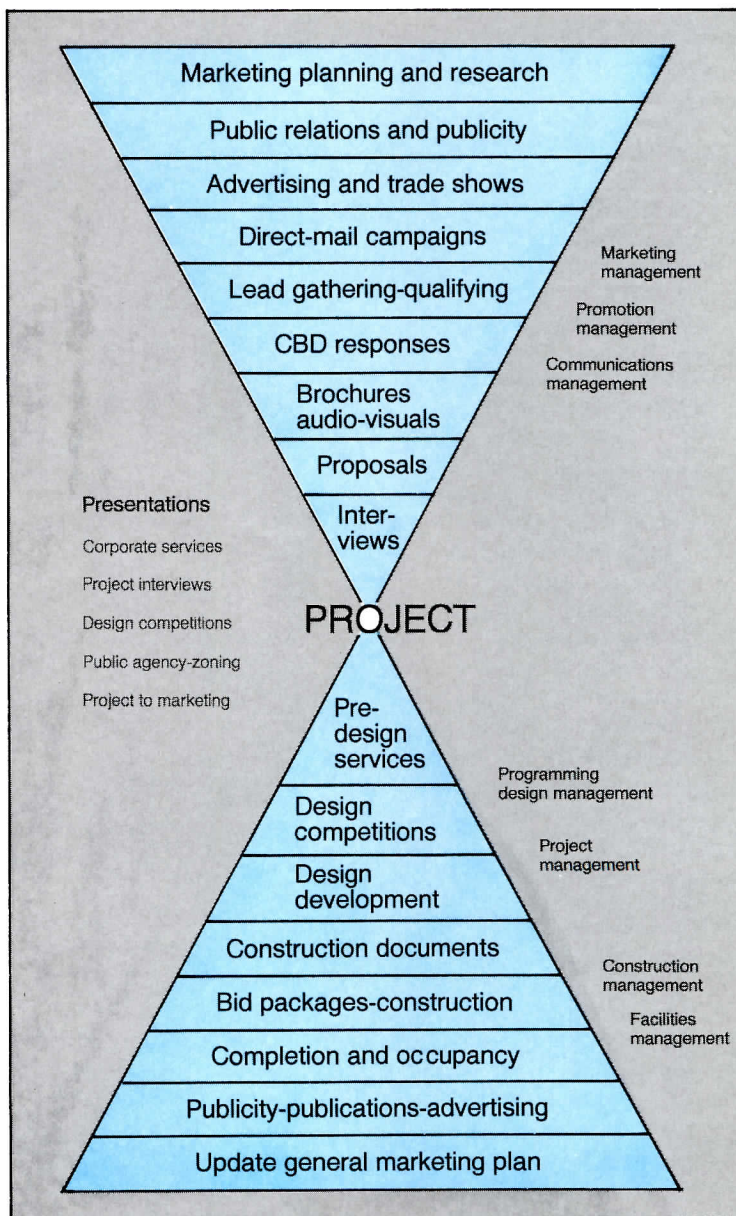 Marketing planning and research
Public relations and publicity
Advertising and trade shows
Direct-mail campaigns
Lead gathering-qualifying
CBD responses
Brochures
audio-visuals
Proposals
Inter-
views
Marketing
management
Promotion
management
Communications
management
Presentations
Corporate services
Project interviews
Design competitions
Public agency-zoning
Project to marketing
PROJECT
Pre-
design
services
Design
competitions
Design
development
Construction documents
Bid packages-construction
Completion and occupancy
Publicity-publications-advertising
Update general marketing plan
Programming
design management
Project
management
Construction
management
Facilities
management